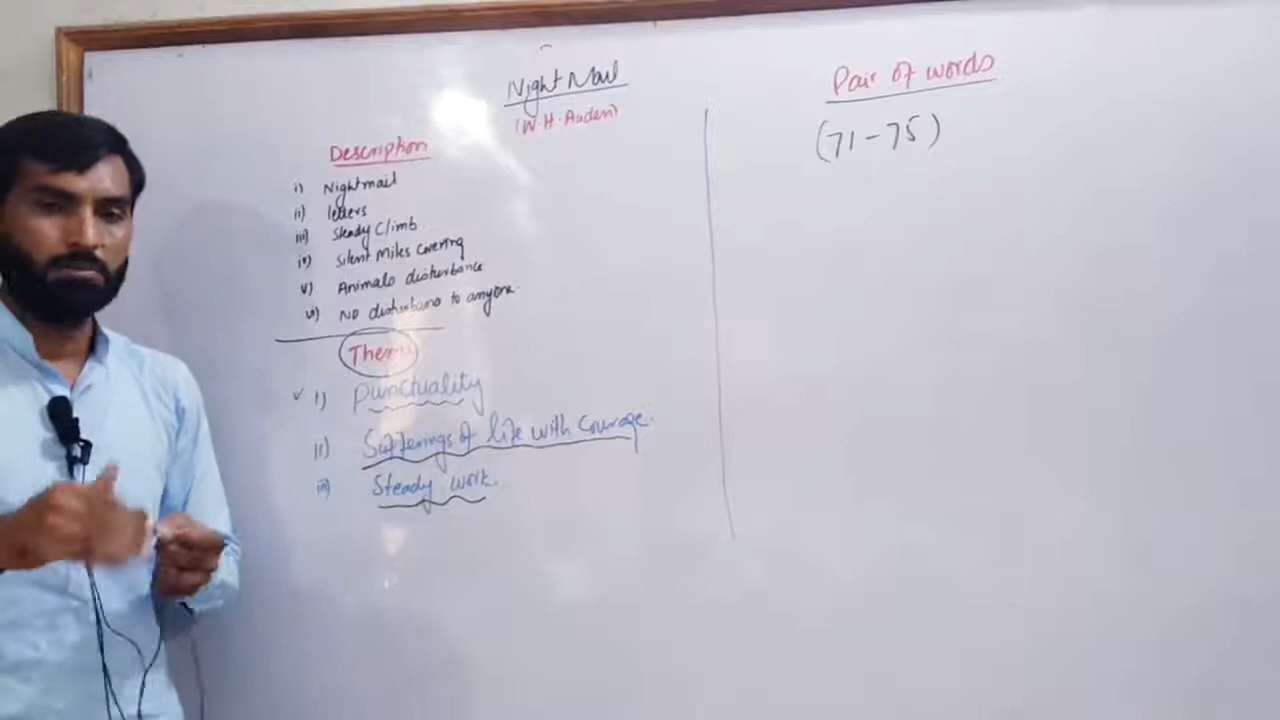 Night Mail
(W.H. Auden)
Description
i) Nightmail
ii) letters
iii) Steady Climb
iv) Silent Miles covering
v) Animals disturbance
vi) No disturbance to anyone.
Theme
i) Punctuality
ii) Sufferings of life with courage.
iii) Steady work.
Pair of words
(71-75)